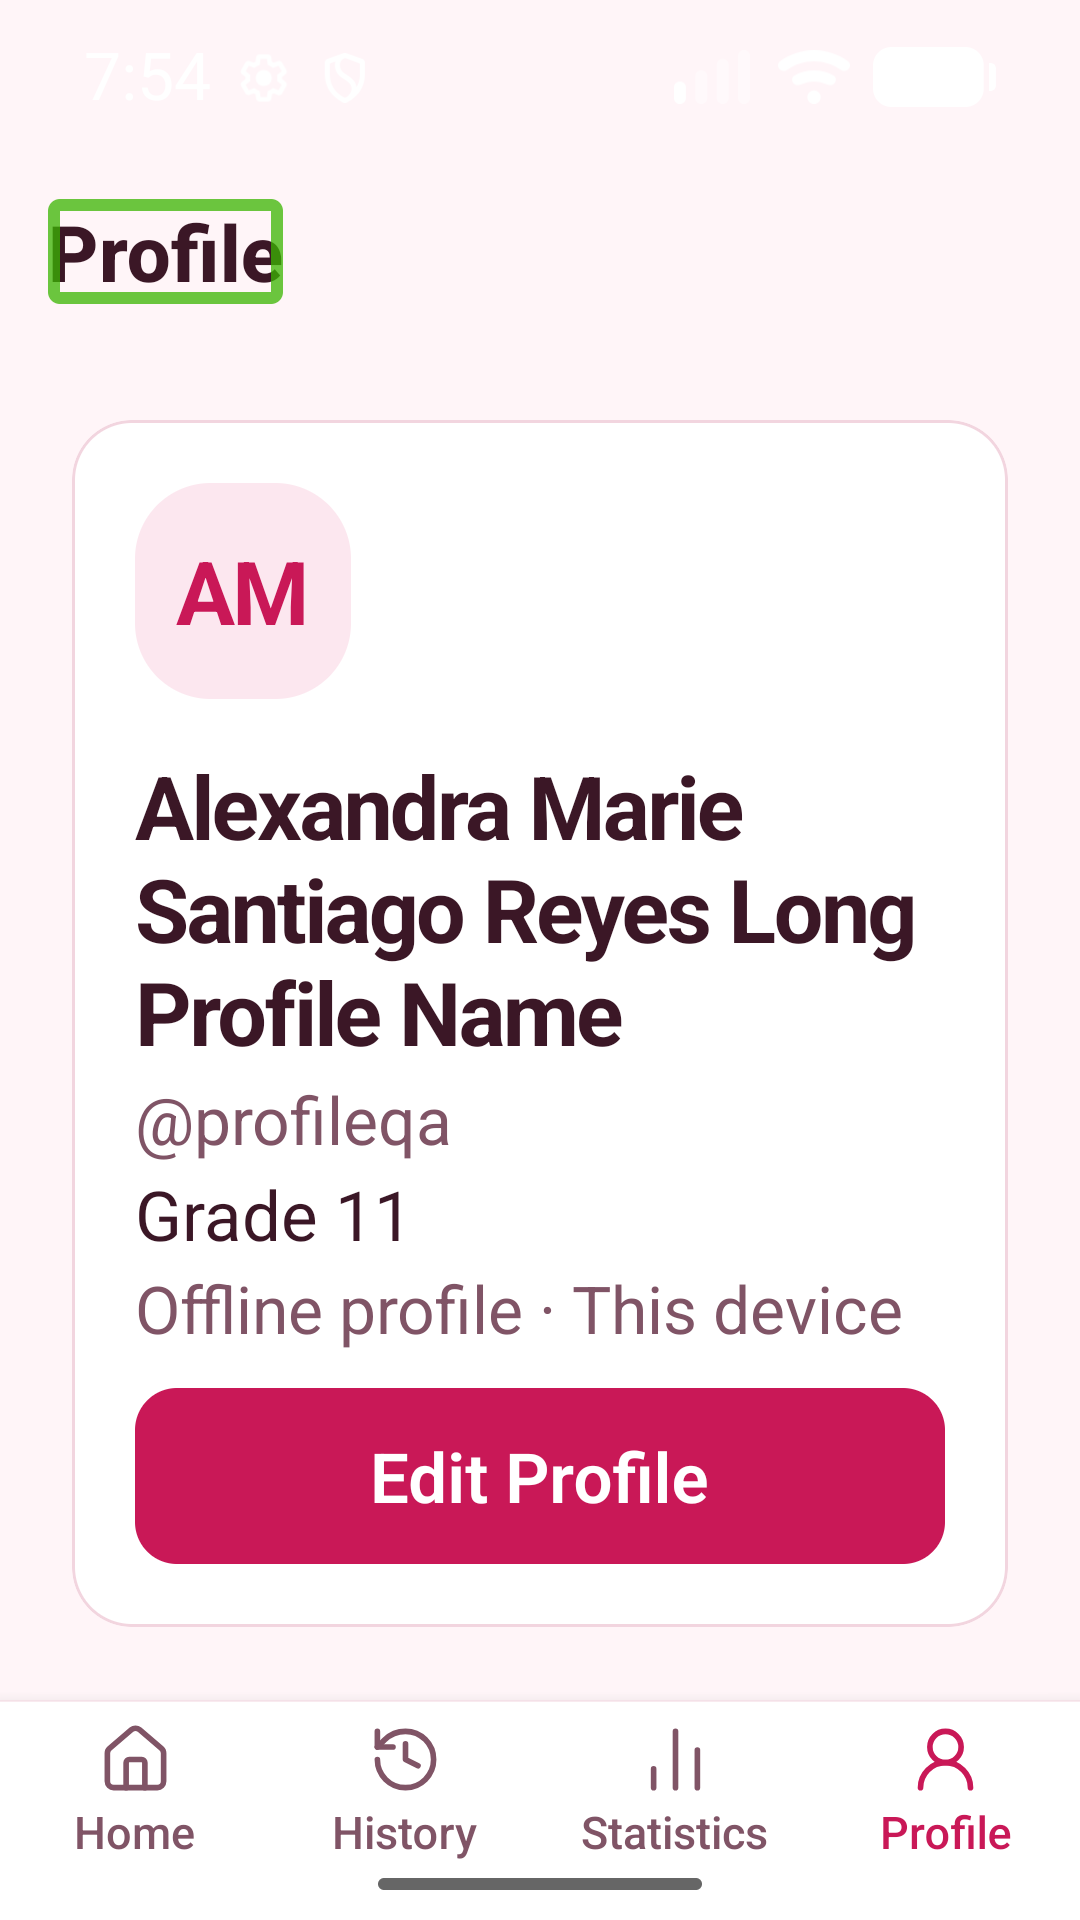 7:54
Profile
AM
Alexandra Marie
Santiago Reyes Long
Profile Name
@profileqa
Grade 11
Offline profile · This device
Edit Profile
Home
History
Statistics
Profile